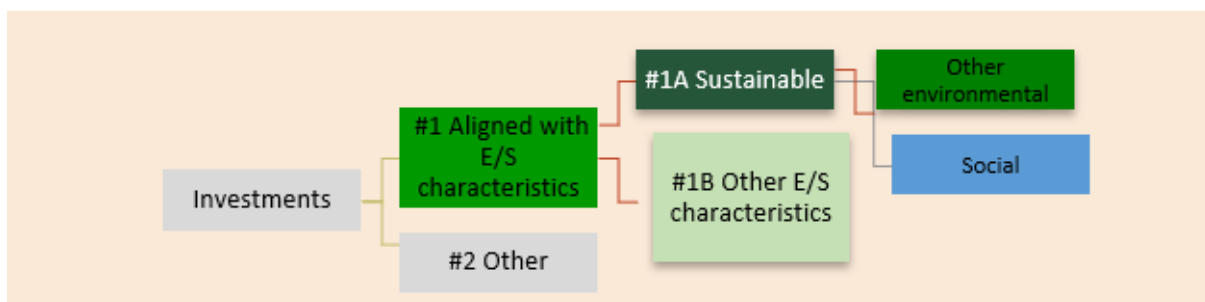 #1A Sustainable
Other
environmental
#1 Aligned with
E/S
characteristics
Social
#1B Other E/S
characteristics
Investments
#2 Other